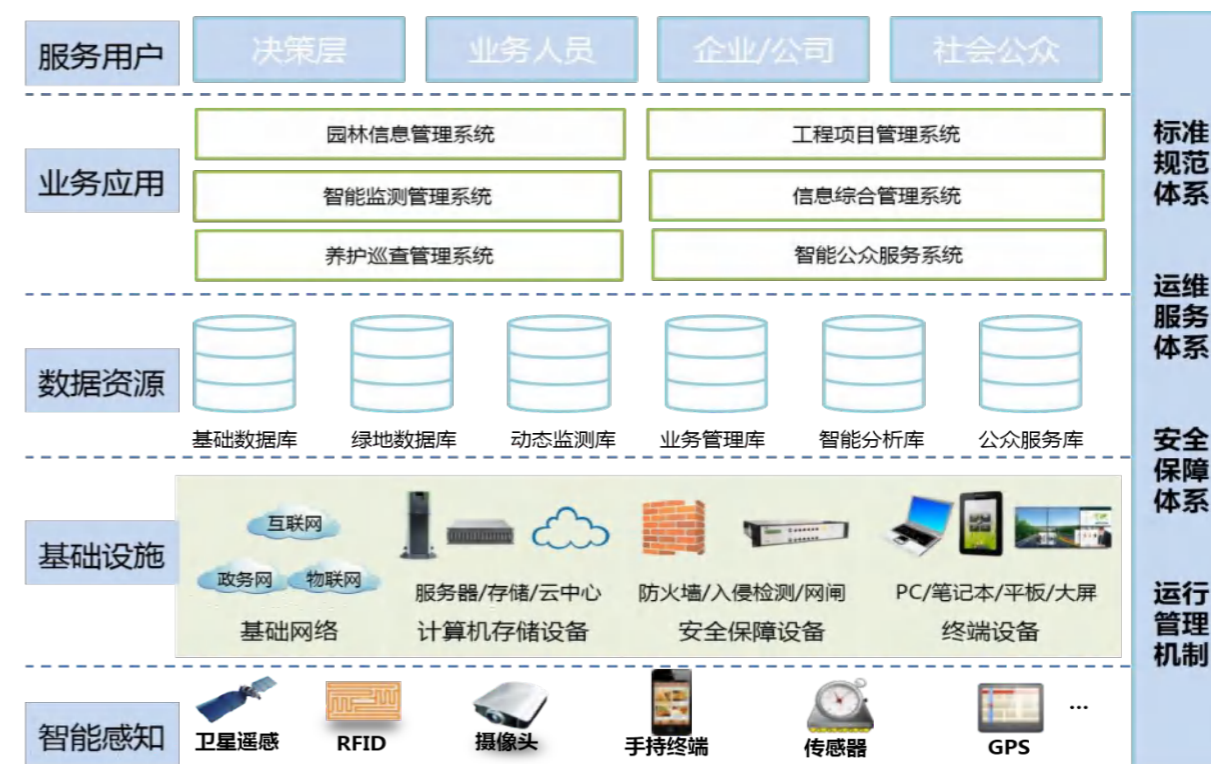 服务用户
决策层
业务人员
企业/公司
社会公众
业务应用
园林信息管理系统
工程项目管理系统
智能监测管理系统
信息综合管理系统
养护巡查管理系统
智能公众服务系统
数据资源
基础数据库
绿地数据库
动态监测库
业务管理库
智能分析库
公众服务库
基础设施
互联网
政务网
物联网
基础网络
服务器/存储/云中心
计算机存储设备
防火墙/入侵检测/网闸
安全保障设备
PC/笔记本/平板/大屏
终端设备
智能感知
卫星遥感
RFID
摄像头
手持终端
传感器
GPS
...
标准
规范
体系
运维
服务
体系
安全
保障
体系
运行
管理
机制